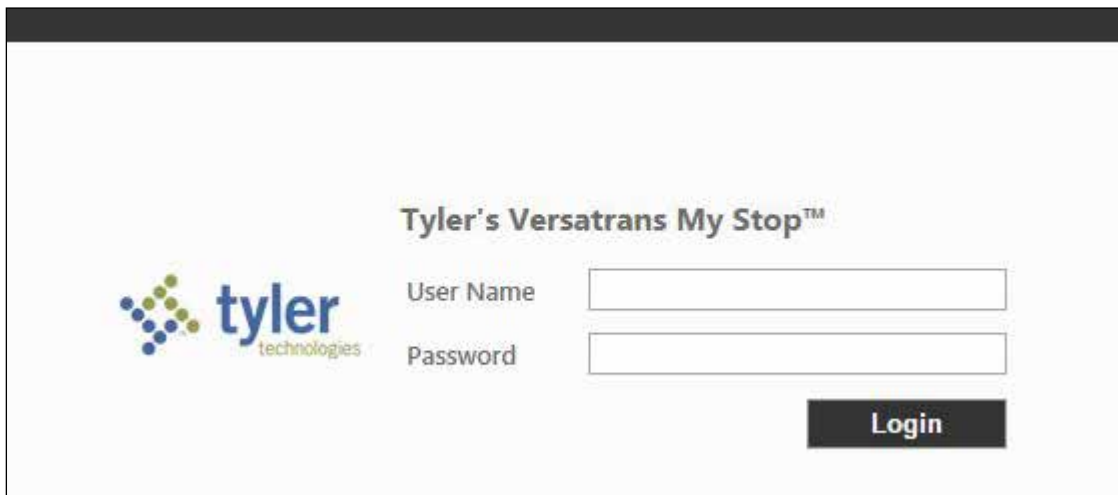 Tyler's Versatrans My Stop™
tyler
technologies
User Name
Password
Login